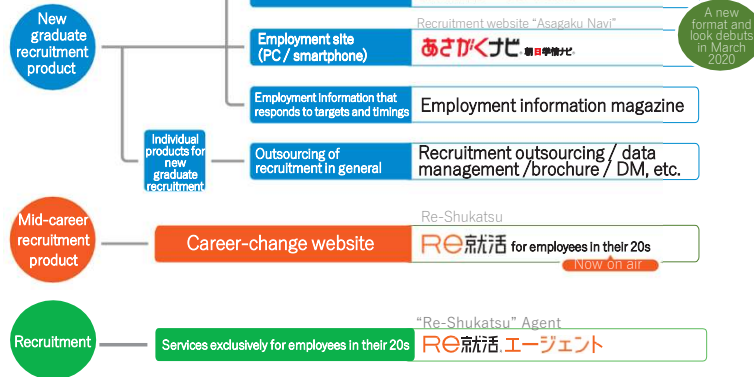 New
graduate
recruitment
product
Recruitment website “Asagaku Navi”
Employment site
(PC / smartphone)
あさがくナビ® 朝日学情ナビ®
A new
format and
look debuts
in March
2020
Employment information that
responds to targets and timings
Employment information magazine
Individual
products for
new
graduate
recruitment
Outsourcing of
recruitment in general
Recruitment outsourcing / data
management /brochure / DM, etc.
Mid-career
recruitment
product
Career-change website
Re-Shukatsu
Re就活 for employees in their 20s
Now on air
Recruitment
Services exclusively for employees in their 20s
“Re-Shukatsu” Agent
Re就活®エージェント